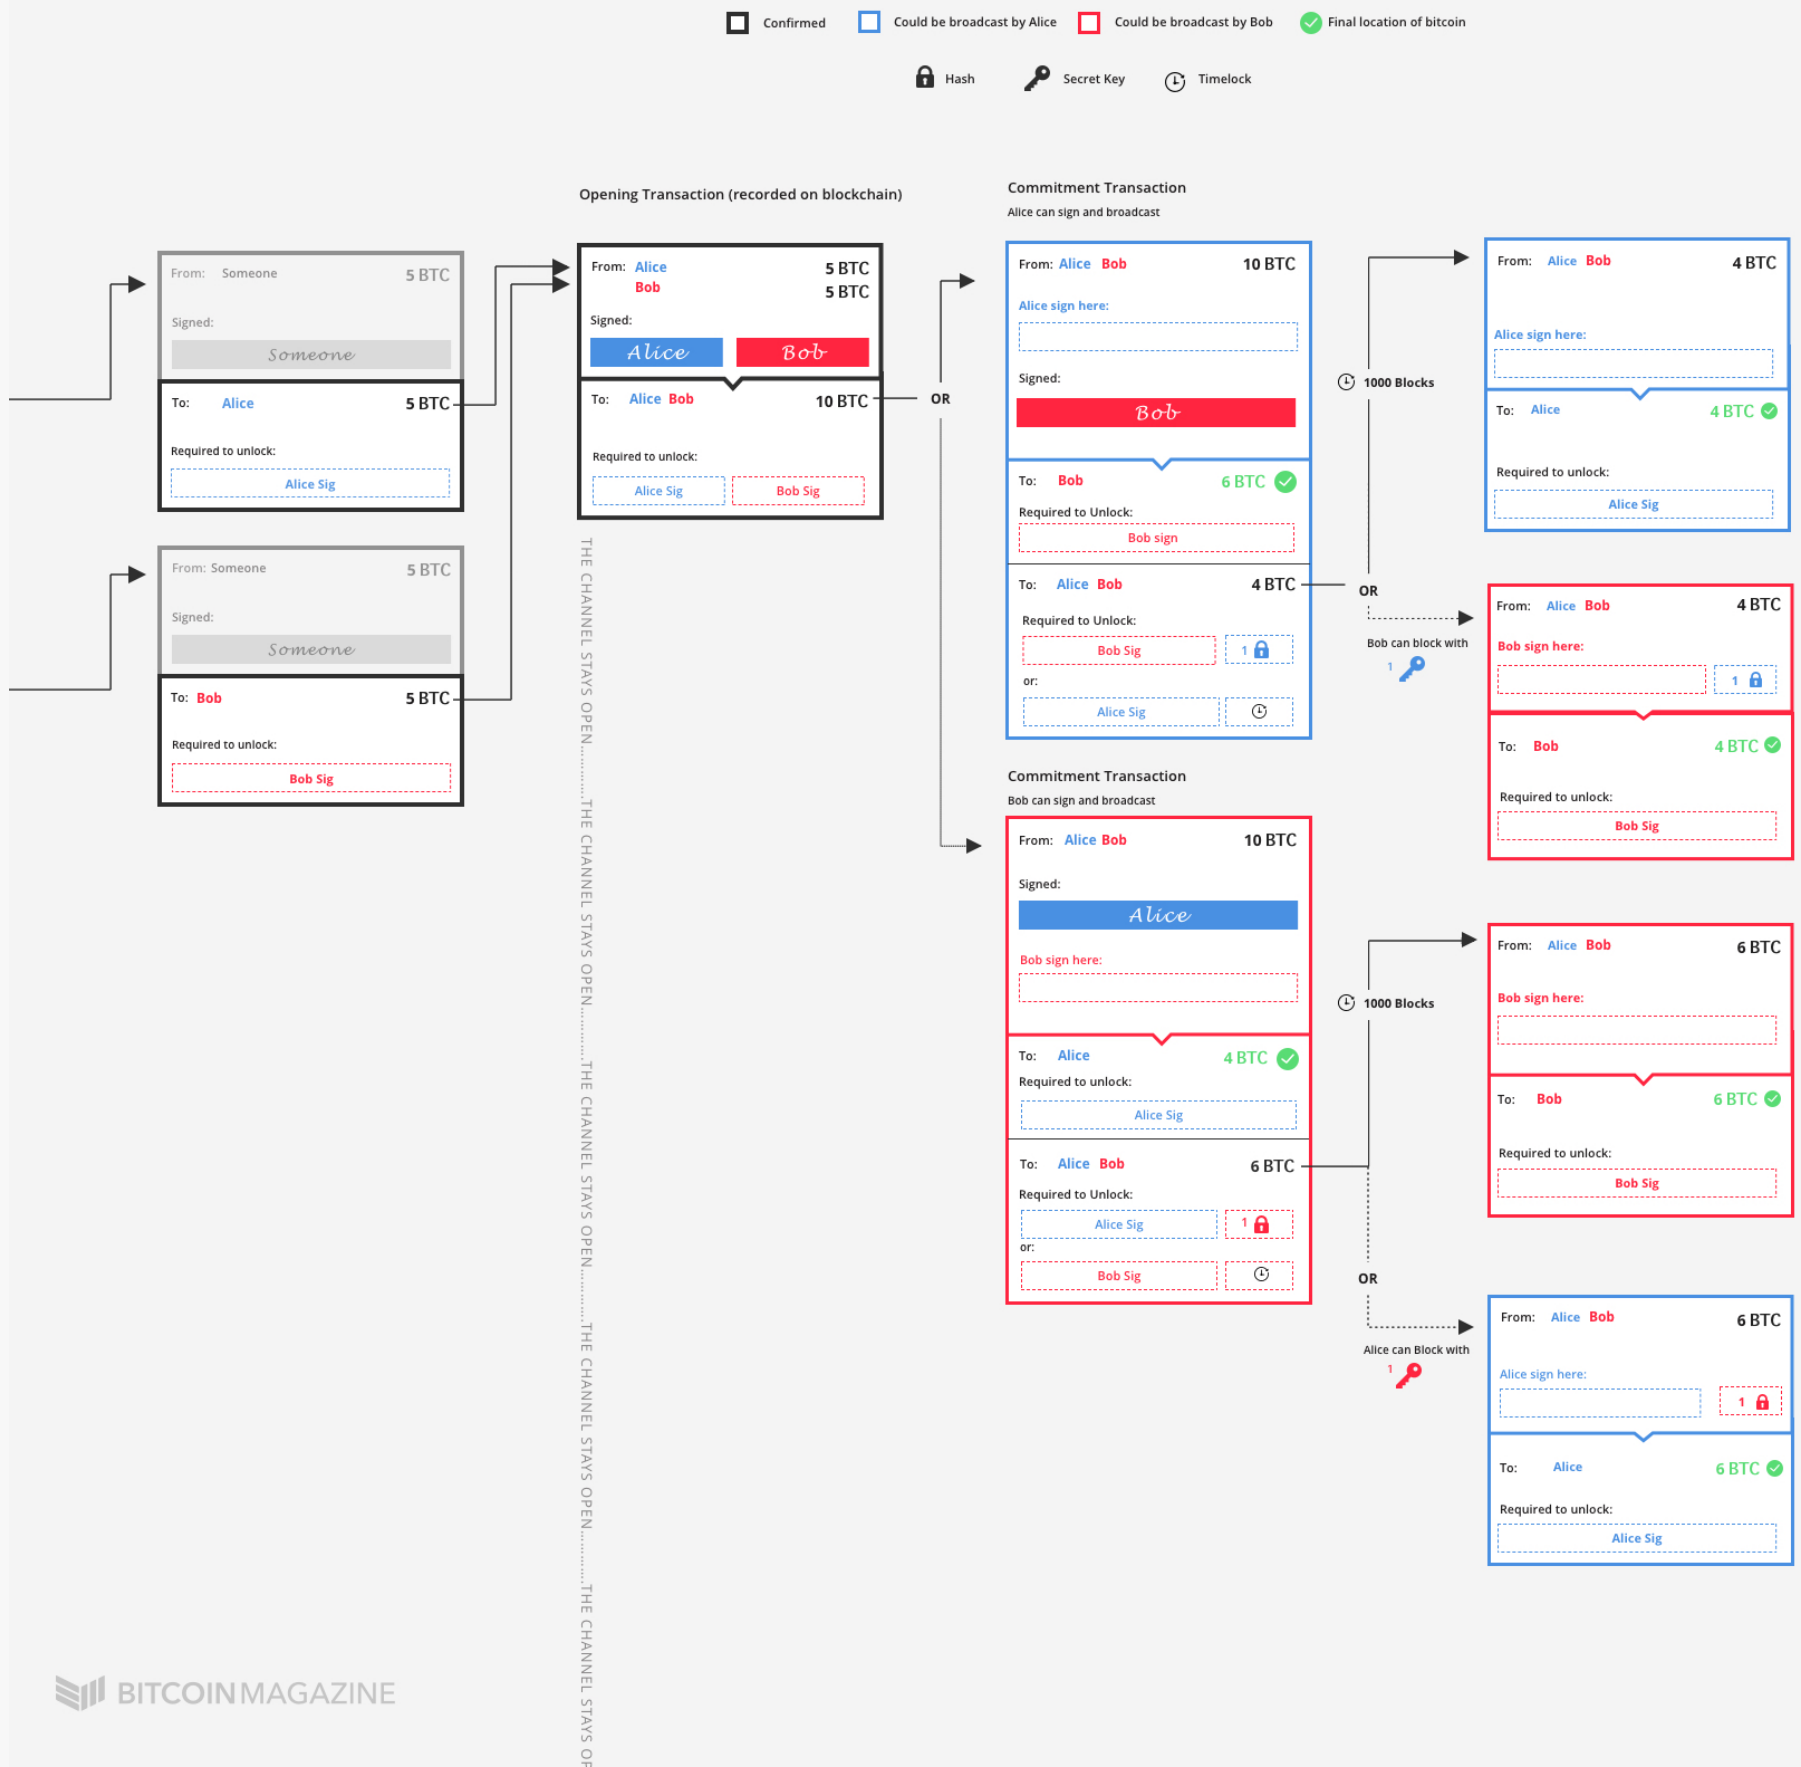 Confirmed
Could be broadcast by Alice
Could be broadcast by Bob
Final location of bitcoin
Hash
Secret Key
Timelock
From: Someone 5 BTC
Signed:
Someone
To: Alice 5 BTC
Required to unlock:
Alice Sig
From: Someone 5 BTC
Signed:
Someone
To: Bob 5 BTC
Required to unlock:
Bob Sig
Opening Transaction (recorded on blockchain)
From: Alice 5 BTC
Bob 5 BTC
Signed:
Alice Bob
To: Alice Bob 10 BTC
Required to unlock:
Alice Sig Bob Sig
THE CHANNEL STAYS OPEN............THE CHANNEL STAYS OPEN............THE CHANNEL STAYS OPEN............THE CHANNEL STAYS OPEN............THE CHANNEL STAYS OP
OR
Commitment Transaction
Alice can sign and broadcast
From: Alice Bob 10 BTC
Alice sign here:
Signed:
Bob
To: Bob 6 BTC
Required to Unlock:
Bob sign
To: Alice Bob 4 BTC
Required to Unlock:
Bob Sig 1
or:
Alice Sig
1000 Blocks
OR
Bob can block with
1
From: Alice Bob 4 BTC
Alice sign here:
To: Alice 4 BTC
Required to unlock:
Alice Sig
From: Alice Bob 4 BTC
Bob sign here:
1
To: Bob 4 BTC
Required to unlock:
Bob Sig
Commitment Transaction
Bob can sign and broadcast
From: Alice Bob 10 BTC
Signed:
Alice
Bob sign here:
To: Alice 4 BTC
Required to unlock:
Alice Sig
To: Alice Bob 6 BTC
Required to Unlock:
Alice Sig 1
or:
Bob Sig
1000 Blocks
OR
Alice can Block with
1
From: Alice Bob 6 BTC
Bob sign here:
To: Bob 6 BTC
Required to unlock:
Bob Sig
From: Alice Bob 6 BTC
Alice sign here:
1
To: Alice 6 BTC
Required to unlock:
Alice Sig
BITCOINMAGAZINE